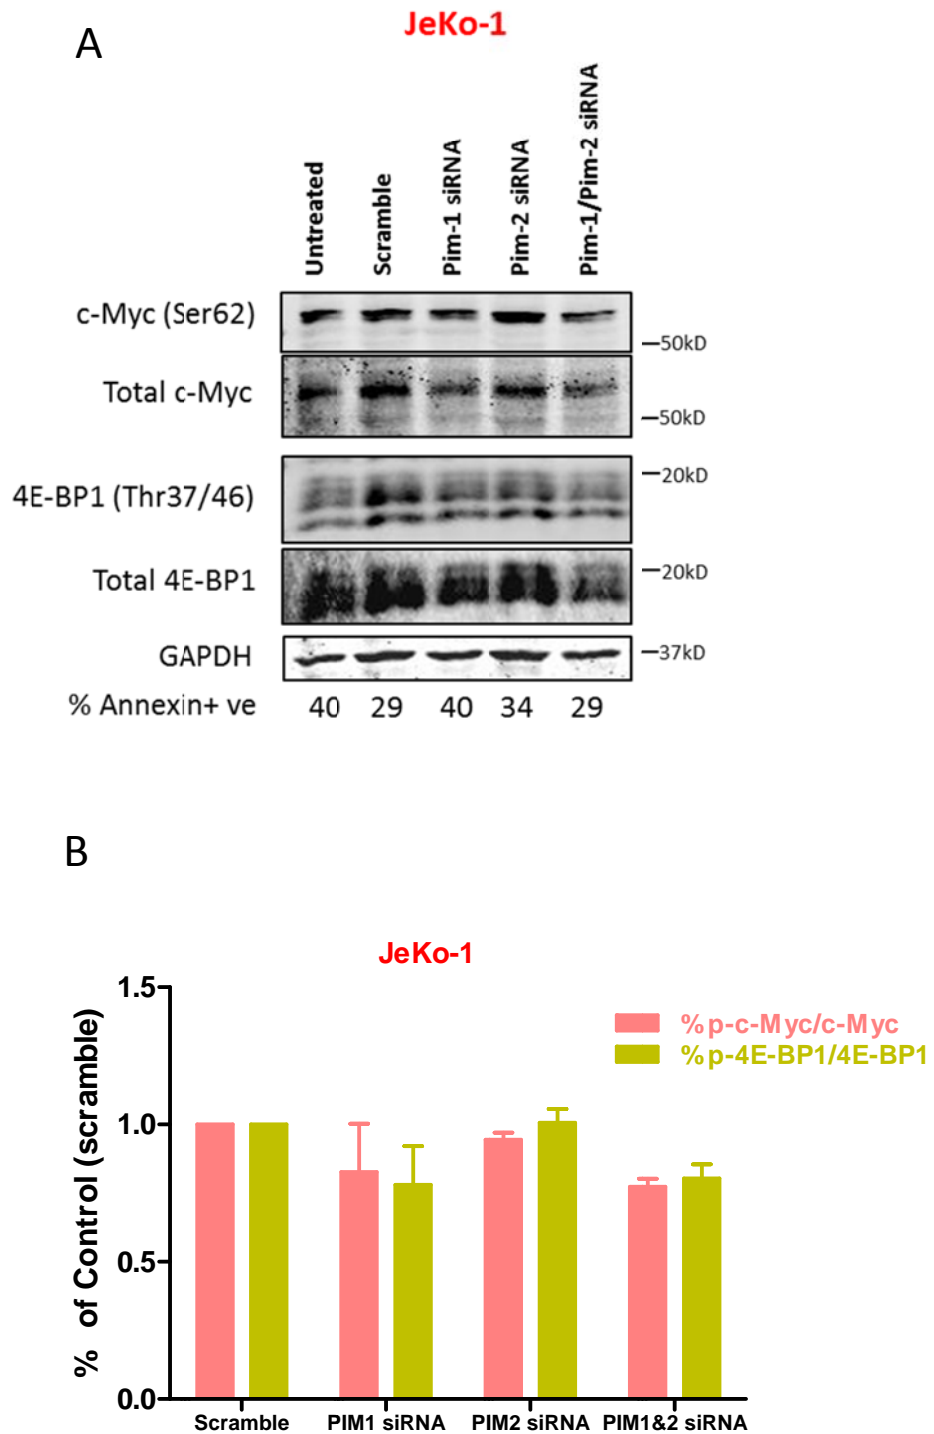 A
JeKo-1
Untreated
Scramble
Pim-1 siRNA
Pim-2 siRNA
Pim-1/Pim-2 siRNA
c-Myc (Ser62)
50kD
Total c-Myc
50kD
4E-BP1 (Thr37/46)
20kD
Total 4E-BP1
20kD
GAPDH
37kD
% Annexin+ ve 40 29 40 34 29
B
JeKo-1
% of Control (scramble)
1.5
1.0
0.5
0.0
%p-c-Myc/c-Myc
%p-4E-BP1/4E-BP1
Scramble PIM1 siRNA PIM2 siRNA PIM1&2 siRNA